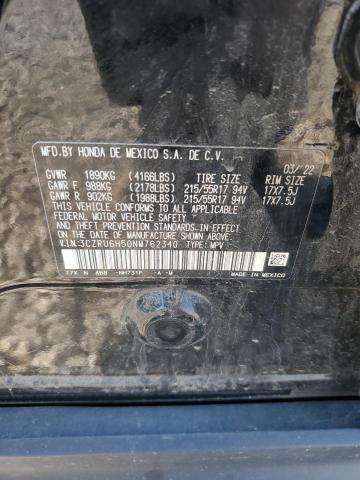 MFD.BY HONDA DE MEXICO S.A. DE C.V. 03/'22
GVWR 1890KG (4166LBS) TIRE SIZE RIM SIZE
GAWR F 988KG (2178LBS) 215/55R17 94V 17X7.5J
GAWR R 902KG (1988LBS) 215/55R17 94V 17X7.5J
THIS VEHICLE CONFORMS TO ALL APPLICABLE
FEDERAL MOTOR VEHICLE SAFETY AND THEFT
PREVENTION STANDARDS IN EFFECT ON THE
DATE OF MANUFACTURE SHOWN ABOVE.
V.I.N:3CZRU6H50NM762340 TYPE: MPV
T7X N A88 -NH731P -A -M MADE IN MEXICO